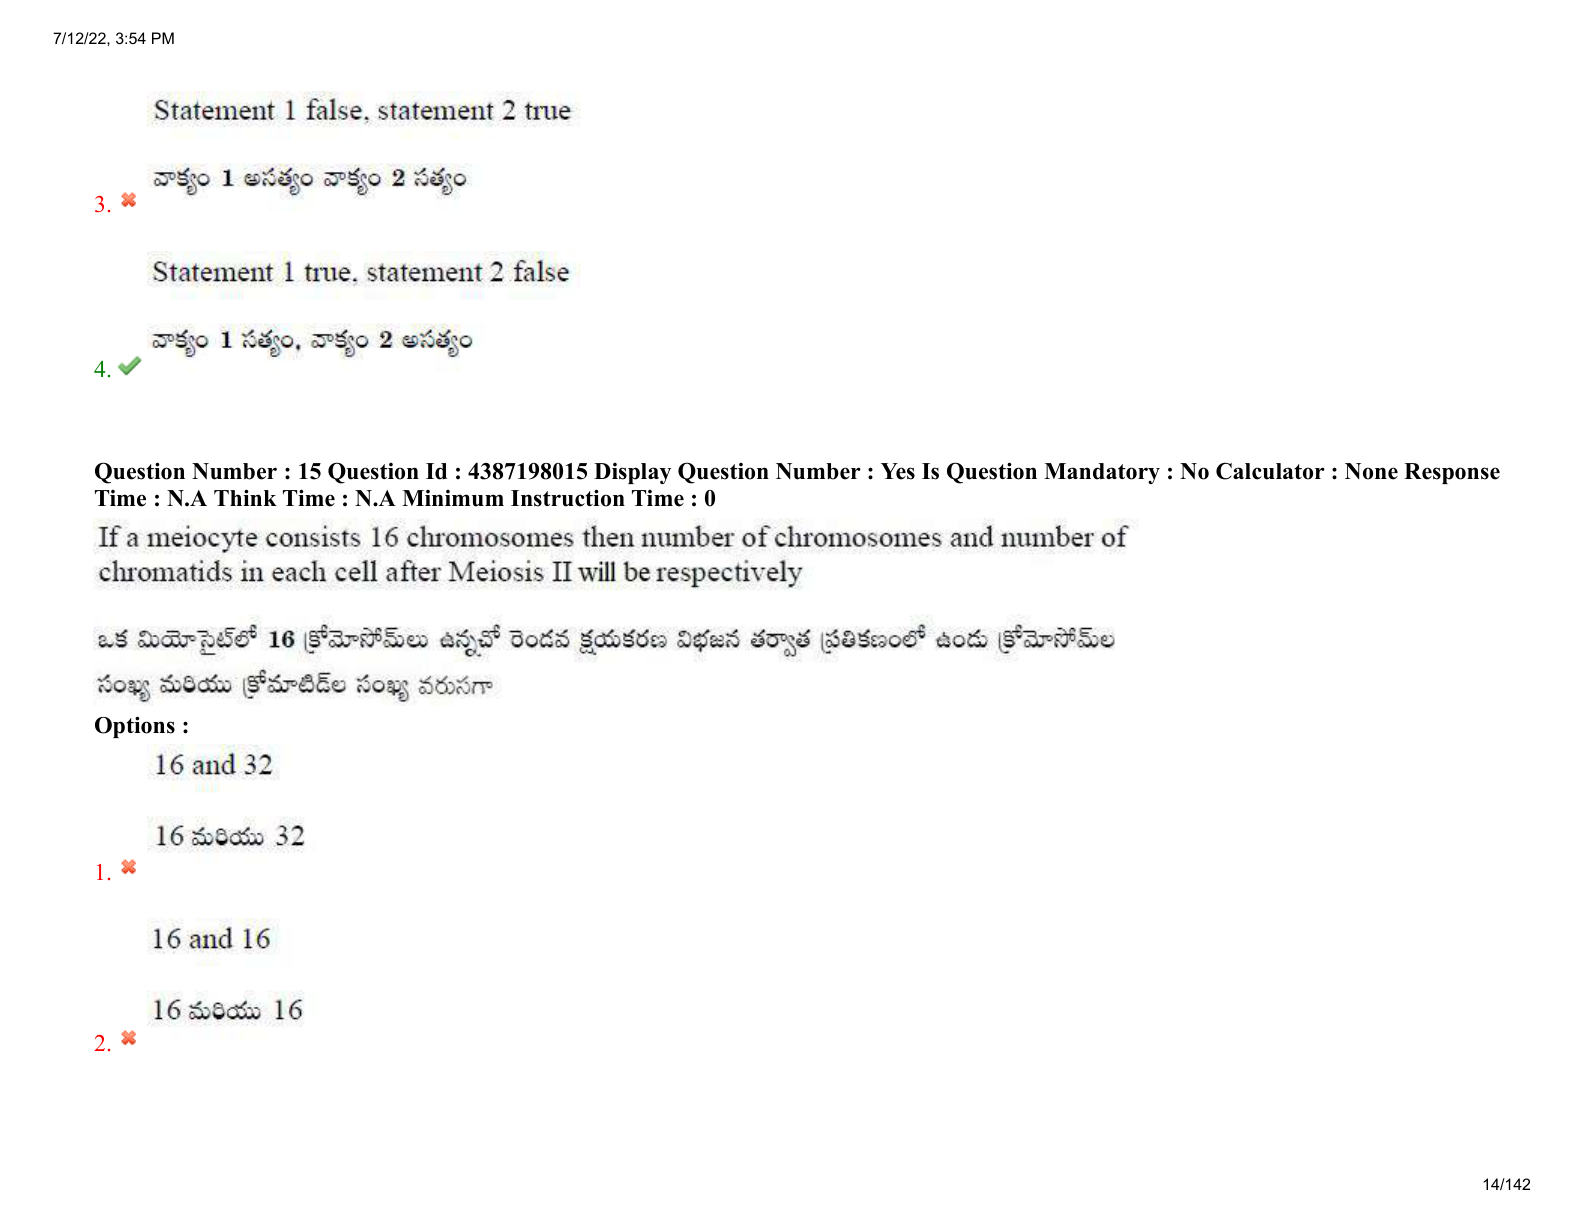 7/12/22, 3:54 PM
Statement 1 false, statement 2 true
వాక్యం 1 అసత్యం వాక్యం 2 సత్యం
3.
Statement 1 true, statement 2 false
వాక్యం 1 సత్యం, వాక్యం 2 అసత్యం
4.
Question Number : 15 Question Id : 4387198015 Display Question Number : Yes Is Question Mandatory : No Calculator : None Response
Time : N.A Think Time : N.A Minimum Instruction Time : 0
If a meiocyte consists 16 chromosomes then number of chromosomes and number of
chromatids in each cell after Meiosis II will be respectively
ఒక మియోసైట్‌లో 16 క్రోమోసోమ్‌లు ఉన్నచో రెండవ క్షయకరణ విభజన తర్వాత ప్రతికణంలో ఉండు క్రోమోసోమ్‌ల
సంఖ్య మరియు క్రోమాటిడ్‌ల సంఖ్య వరుసగా
Options :
16 and 32
16 మరియు 32
1.
16 and 16
16 మరియు 16
2.
14/142